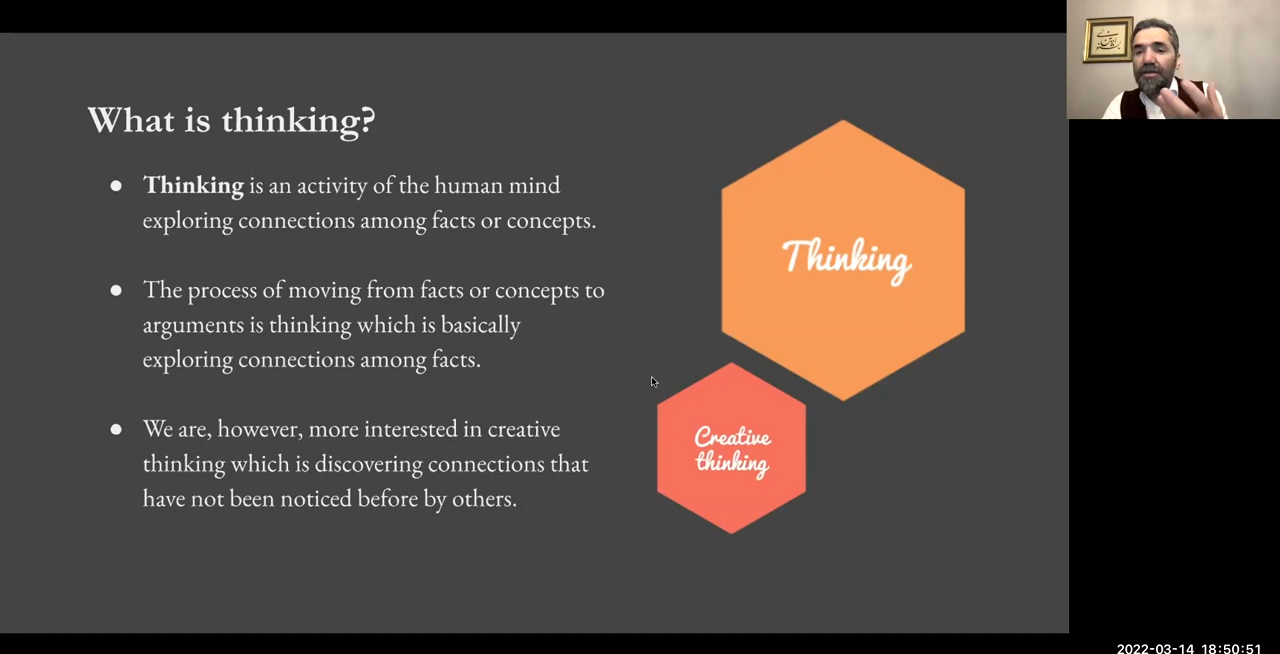 What is thinking?
● Thinking is an activity of the human mind
exploring connections among facts or concepts.
● The process of moving from facts or concepts to
arguments is thinking which is basically
exploring connections among facts.
● We are, however, more interested in creative
thinking which is discovering connections that
have not been noticed before by others.
Thinking
Creative
thinking
2022-03-14 18:50:51